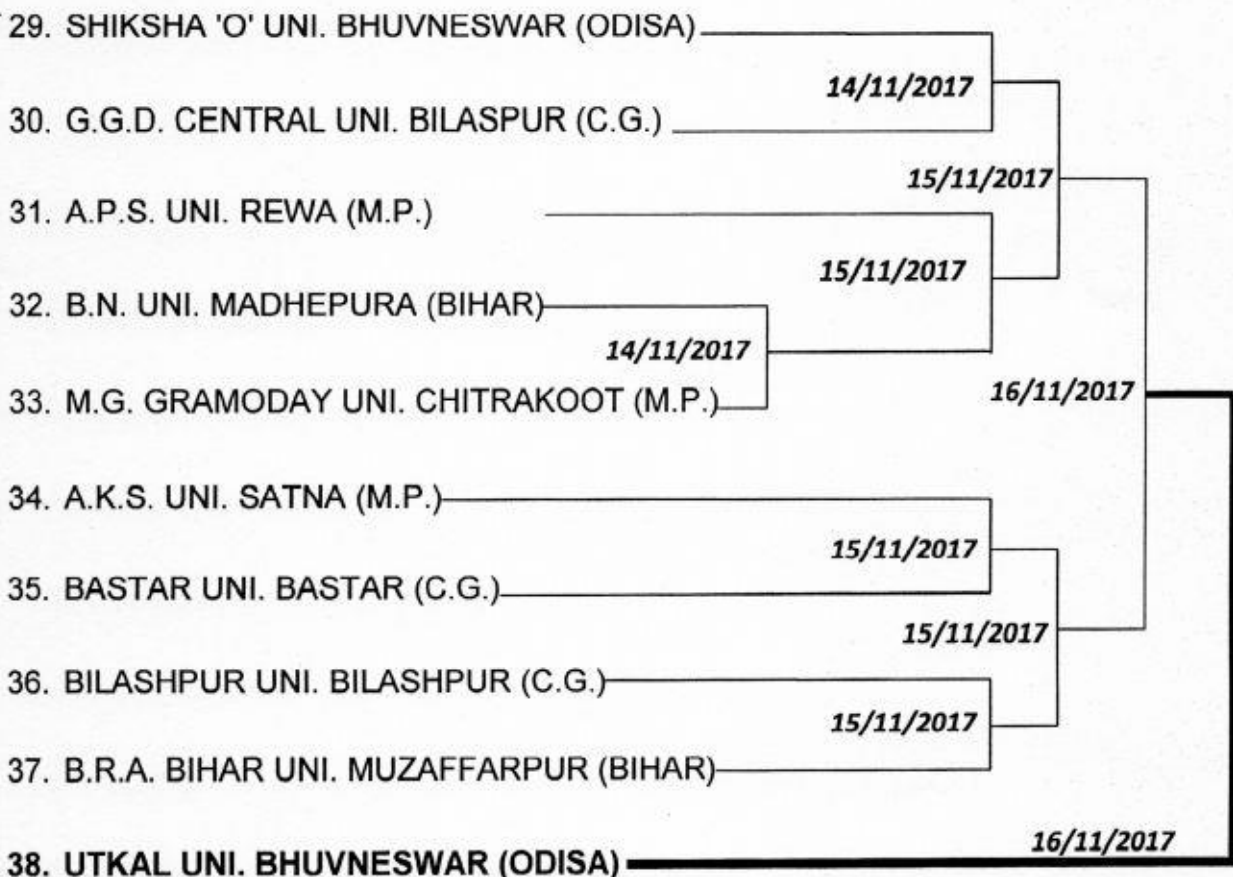 29. SHIKSHA 'O' UNI. BHUVNESWAR (ODISA)
14/11/2017
30. G.G.D. CENTRAL UNI. BILASPUR (C.G.)
15/11/2017
31. A.P.S. UNI. REWA (M.P.)
15/11/2017
32. B.N. UNI. MADHEPURA (BIHAR)
14/11/2017
33. M.G. GRAMODAY UNI. CHITRAKOOT (M.P.)
16/11/2017
34. A.K.S. UNI. SATNA (M.P.)
15/11/2017
35. BASTAR UNI. BASTAR (C.G.)
15/11/2017
36. BILASHPUR UNI. BILASHPUR (C.G.)
15/11/2017
37. B.R.A. BIHAR UNI. MUZAFFARPUR (BIHAR)
16/11/2017
38. UTKAL UNI. BHUVNESWAR (ODISA)